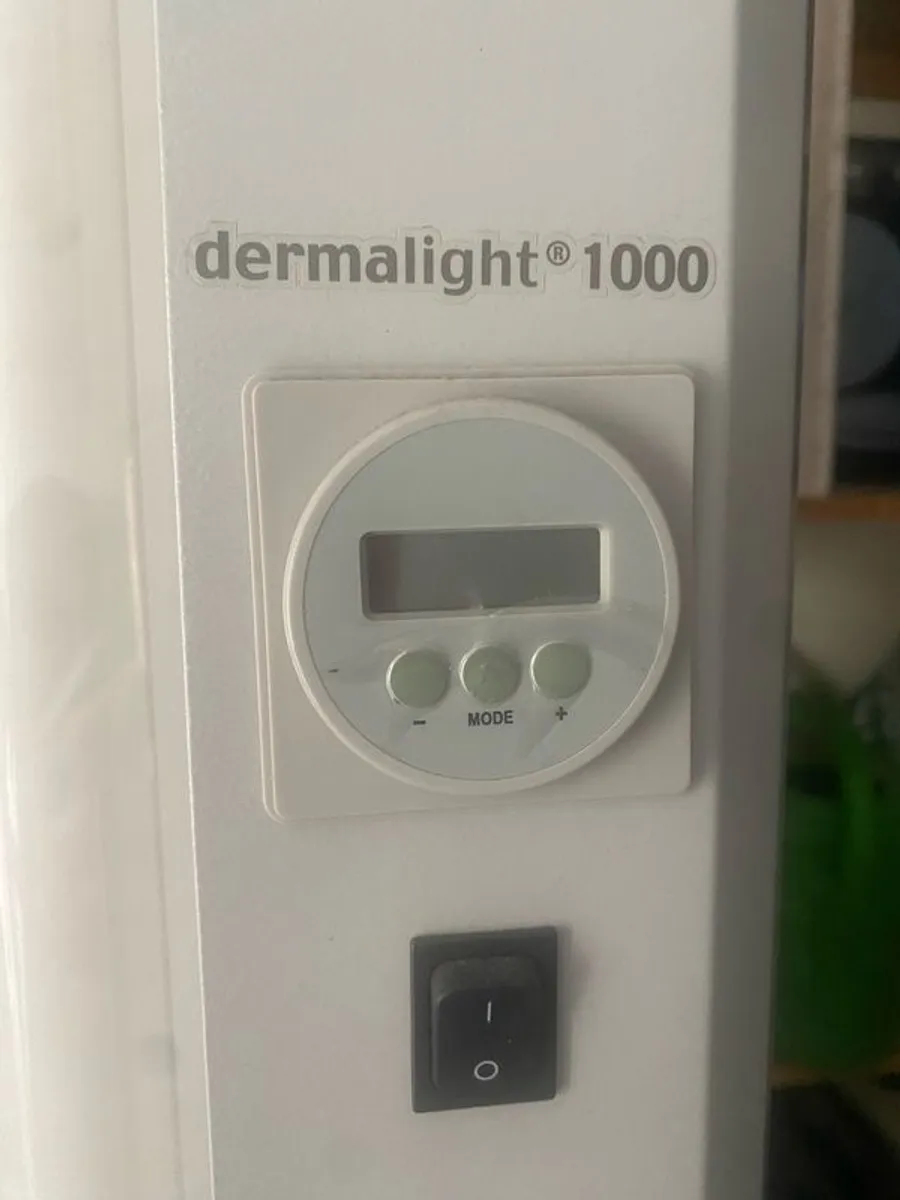 dermalight® 1000
- MODE +
I
O